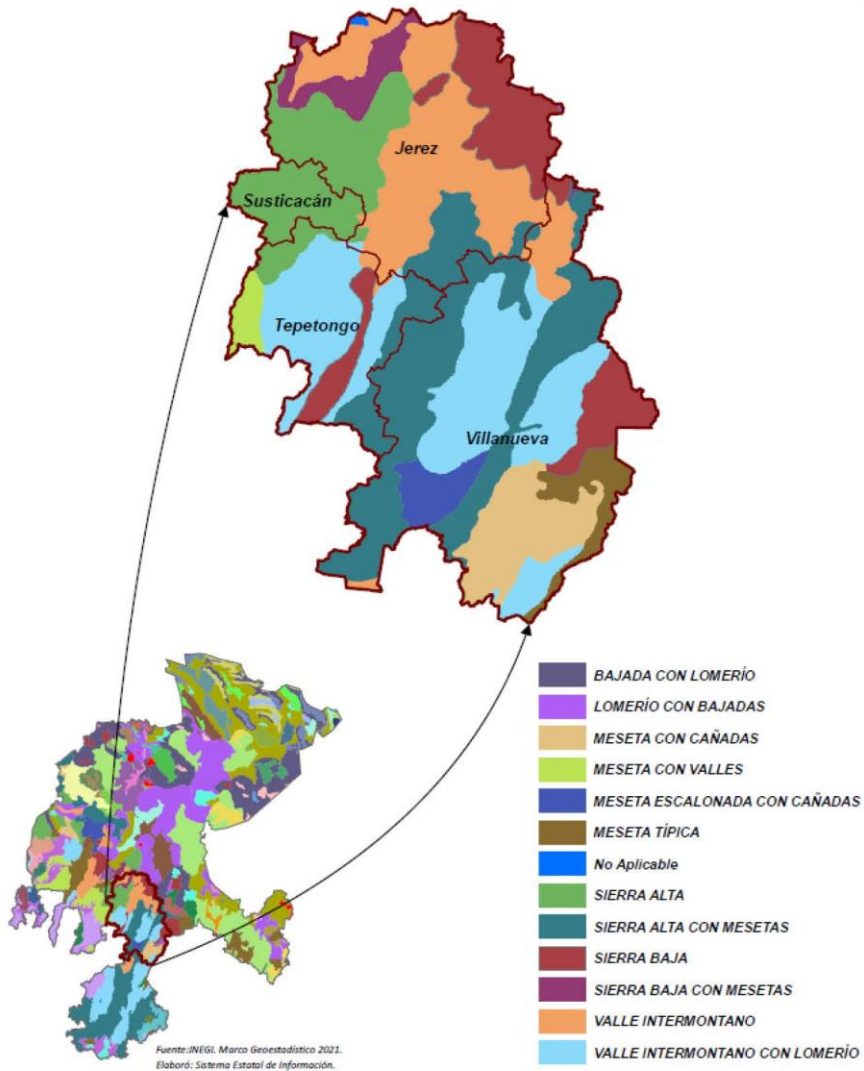 Jerez
Susticacán
Tepetongo
Villanueva
BAJADA CON LOMERÍO
LOMERÍO CON BAJADAS
MESETA CON CAÑADAS
MESETA CON VALLES
MESETA ESCALONADA CON CAÑADAS
MESETA TÍPICA
No Aplicable
SIERRA ALTA
SIERRA ALTA CON MESETAS
SIERRA BAJA
SIERRA BAJA CON MESETAS
VALLE INTERMONTANO
VALLE INTERMONTANO CON LOMERÍO
Fuente:INEGI. Marco Geoestadístico 2021.
Elaboró: Sistema Estatal de Información.